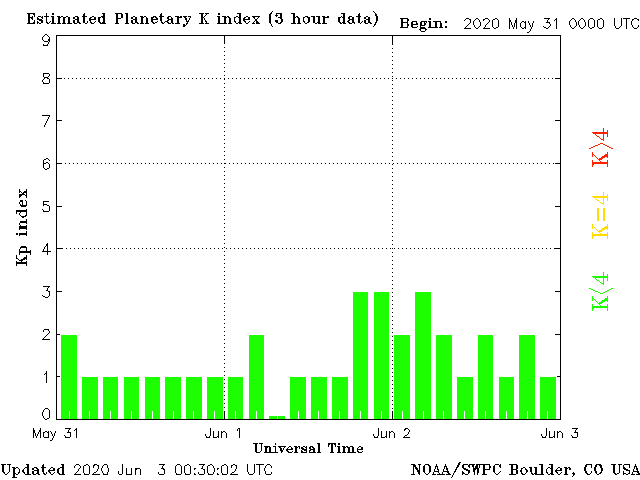 Estimated Planetary K index (3 hour data)
Begin: 2020 May 31 0000 UTC
9
8
7
6
5
4
3
2
1
0
Kp index
K>4
K=4
K<4
May 31
Jun 1
Jun 2
Jun 3
Universal Time
Updated 2020 Jun 3 00:30:02 UTC
NOAA/SWPC Boulder, CO USA